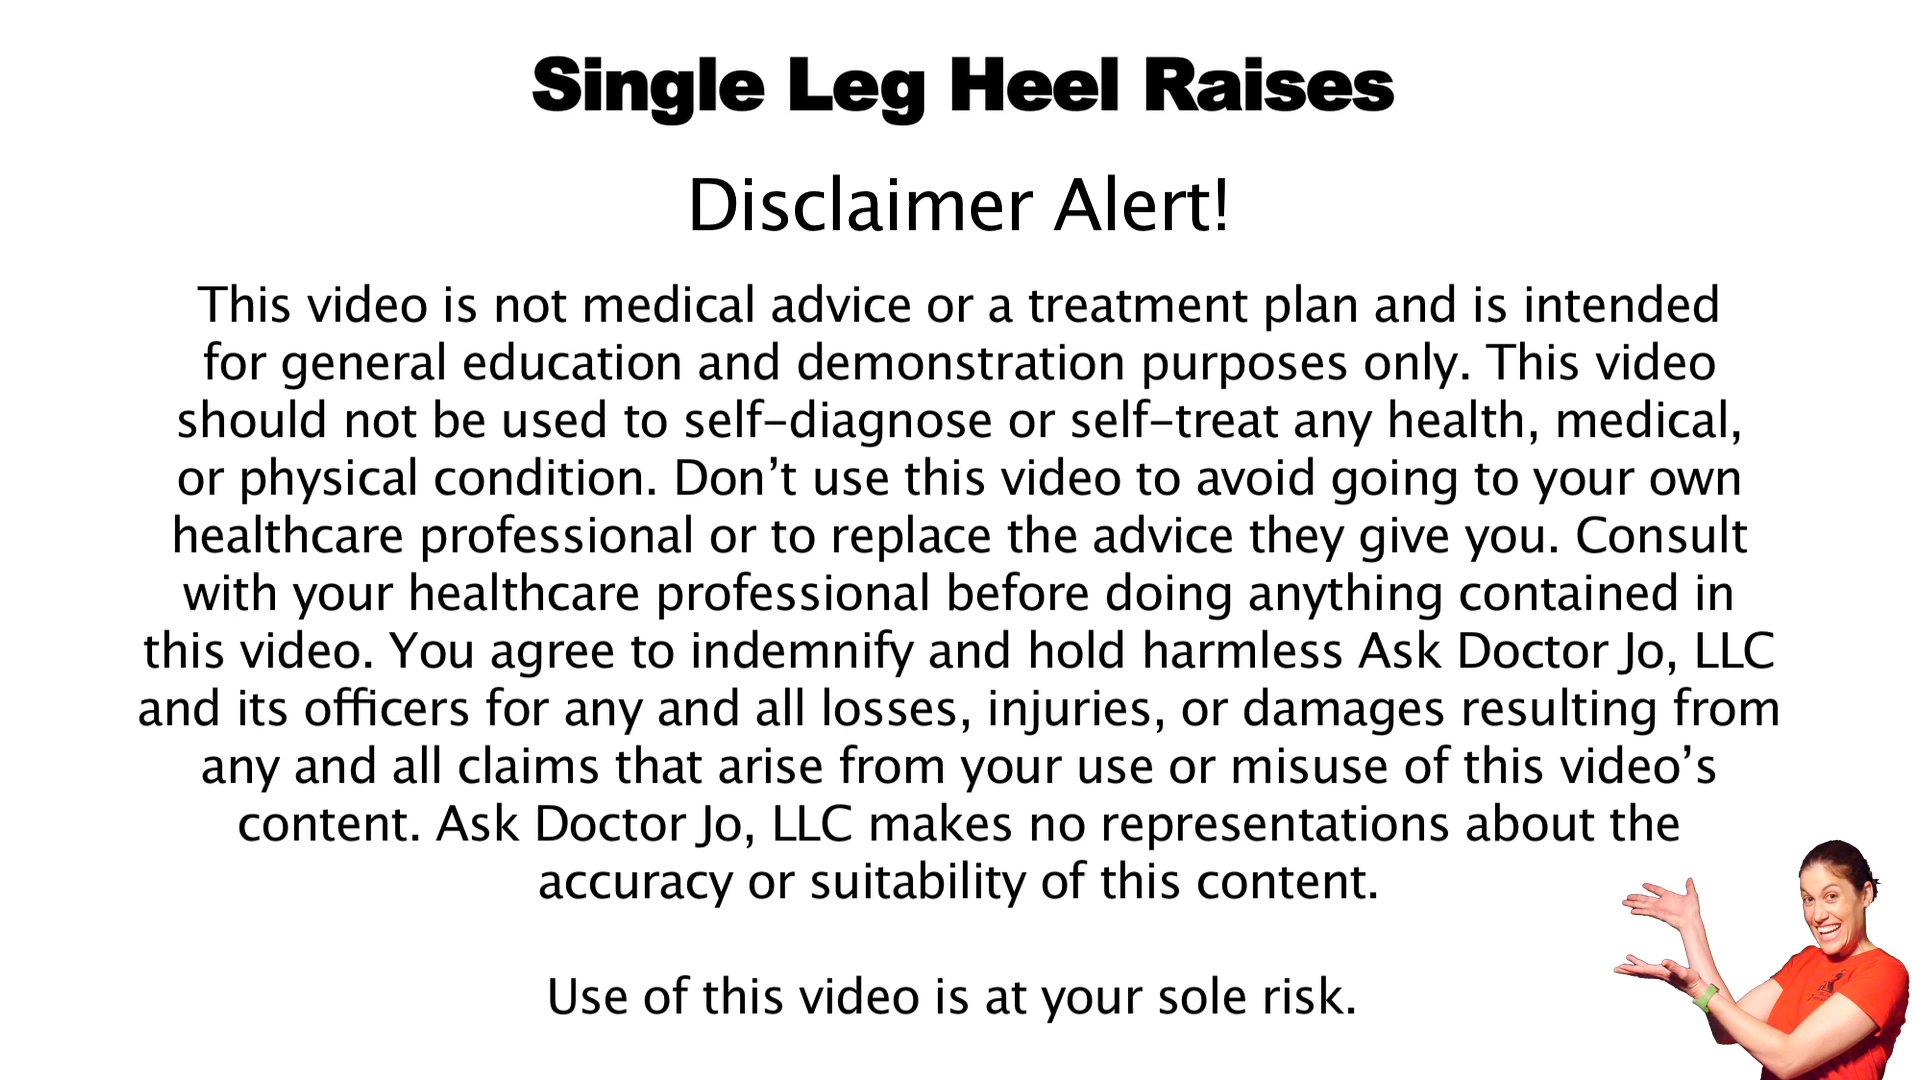 Single Leg Heel Raises
Disclaimer Alert!
This video is not medical advice or a treatment plan and is intended
for general education and demonstration purposes only. This video
should not be used to self-diagnose or self-treat any health, medical,
or physical condition. Don’t use this video to avoid going to your own
healthcare professional or to replace the advice they give you. Consult
with your healthcare professional before doing anything contained in
this video. You agree to indemnify and hold harmless Ask Doctor Jo, LLC
and its officers for any and all losses, injuries, or damages resulting from
any and all claims that arise from your use or misuse of this video’s
content. Ask Doctor Jo, LLC makes no representations about the
accuracy or suitability of this content.
Use of this video is at your sole risk.